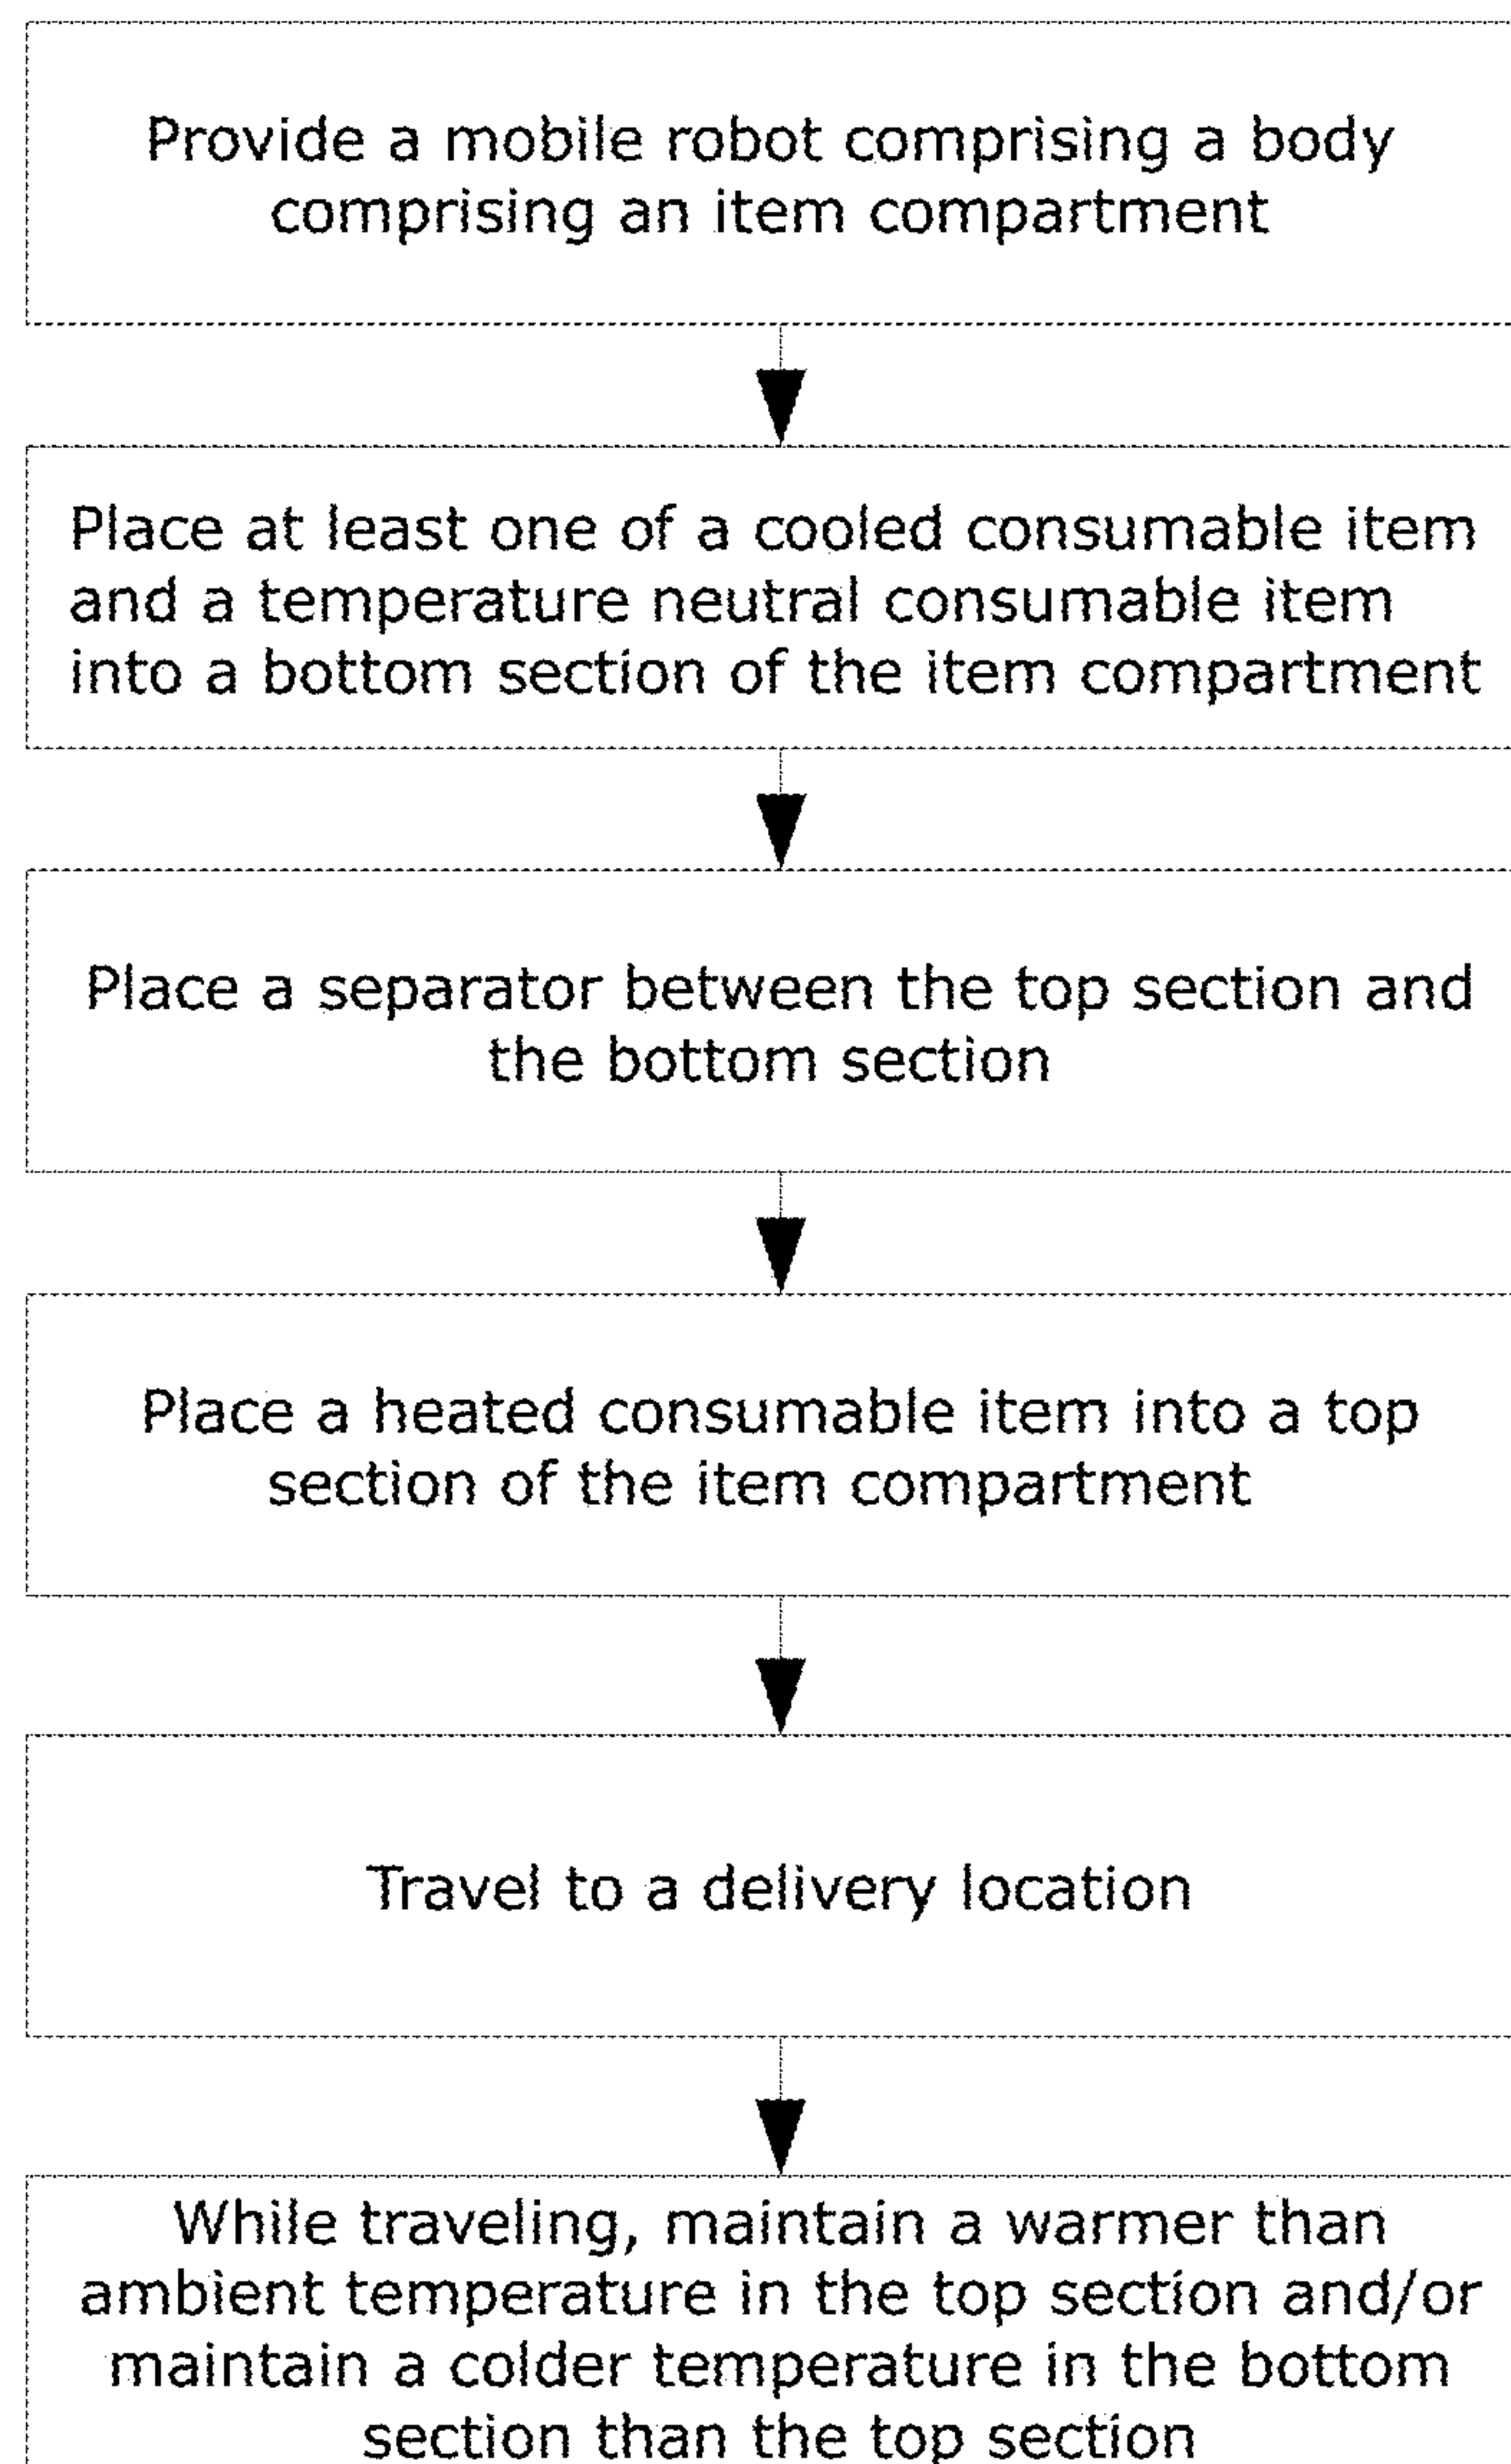 Provide a mobile robot comprising a body
comprising an item compartment
Place at least one of a cooled consumable item
and a temperature neutral consumable item
into a bottom section of the item compartment
Place a separator between the top section and
the bottom section
Place a heated consumable item into a top
section of the item compartment
Travel to a delivery location
While traveling, maintain a warmer than
ambient temperature in the top section and/or
maintain a colder temperature in the bottom
section than the top section